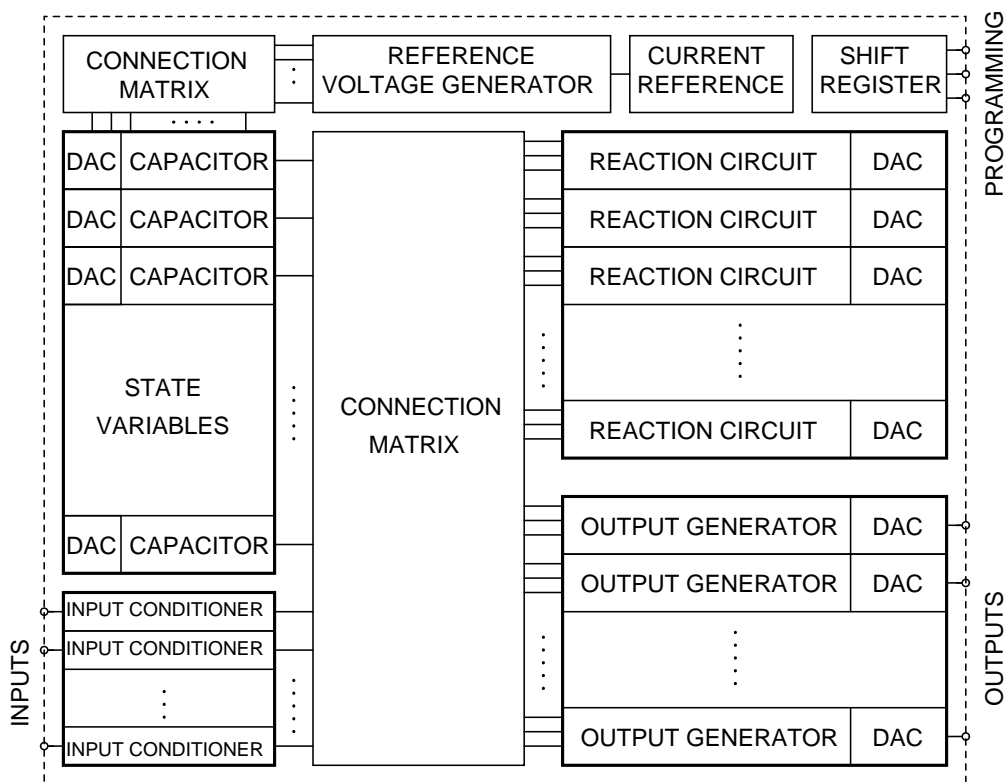 CONNECTION
MATRIX
REFERENCE
VOLTAGE GENERATOR
CURRENT
REFERENCE
SHIFT
REGISTER
PROGRAMMING
DAC CAPACITOR
DAC CAPACITOR
DAC CAPACITOR
STATE
VARIABLES
DAC CAPACITOR
INPUT CONDITIONER
INPUT CONDITIONER
INPUT CONDITIONER
INPUTS
CONNECTION
MATRIX
REACTION CIRCUIT DAC
REACTION CIRCUIT DAC
REACTION CIRCUIT DAC
REACTION CIRCUIT DAC
OUTPUT GENERATOR DAC
OUTPUT GENERATOR DAC
OUTPUT GENERATOR DAC
OUTPUTS